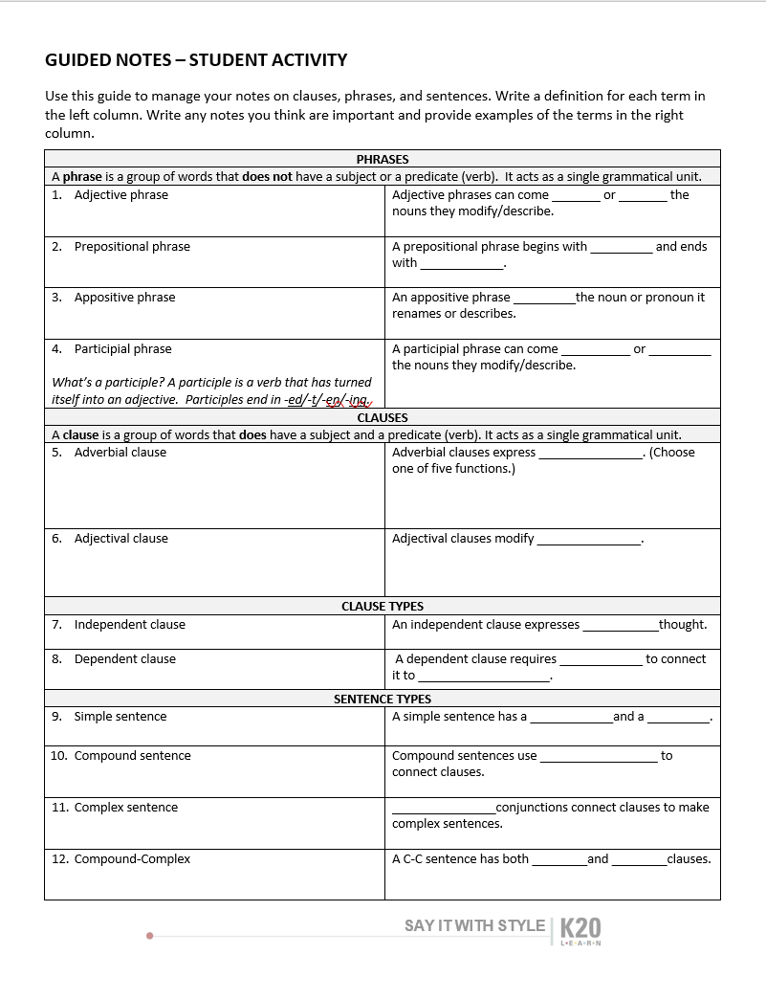 GUIDED NOTES – STUDENT ACTIVITY
Use this guide to manage your notes on clauses, phrases, and sentences. Write a definition for each term in
the left column. Write any notes you think are important and provide examples of the terms in the right
column.
PHRASES
A phrase is a group of words that does not have a subject or a predicate (verb). It acts as a single grammatical unit.
1. Adjective phrase
Adjective phrases can come _______ or _______ the
nouns they modify/describe.
2. Prepositional phrase
A prepositional phrase begins with _________ and ends
with ____________.
3. Appositive phrase
An appositive phrase _________the noun or pronoun it
renames or describes.
4. Participial phrase
What's a participle? A participle is a verb that has turned
itself into an adjective. Participles end in -ed/-t/-en/-ing.
A participial phrase can come __________ or _________
the nouns they modify/describe.
CLAUSES
A clause is a group of words that does have a subject and a predicate (verb). It acts as a single grammatical unit.
5. Adverbial clause
Adverbial clauses express _______________. (Choose
one of five functions.)
6. Adjectival clause
Adjectival clauses modify _______________.
CLAUSE TYPES
7. Independent clause
An independent clause expresses ___________thought.
8. Dependent clause
A dependent clause requires ____________ to connect
it to ___________________.
SENTENCE TYPES
9. Simple sentence
A simple sentence has a ____________and a _________.
10. Compound sentence
Compound sentences use _________________ to
connect clauses.
11. Complex sentence
_______________conjunctions connect clauses to make
complex sentences.
12. Compound-Complex
A C-C sentence has both ________and ________clauses.
SAY IT WITH STYLE
K20
L•E•A•R•N